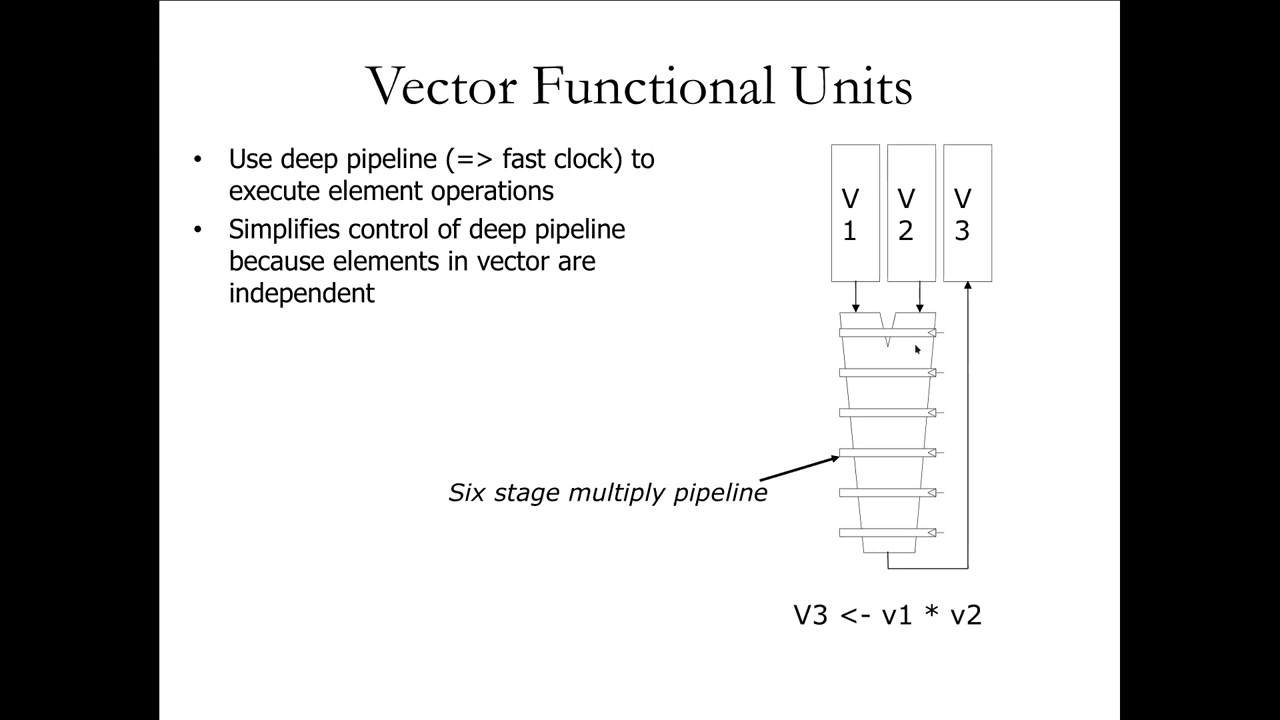 Vector Functional Units
• Use deep pipeline (=> fast clock) to
execute element operations
• Simplifies control of deep pipeline
because elements in vector are
independent
V
1
V
2
V
3
Six stage multiply pipeline
V3 <- v1 * v2